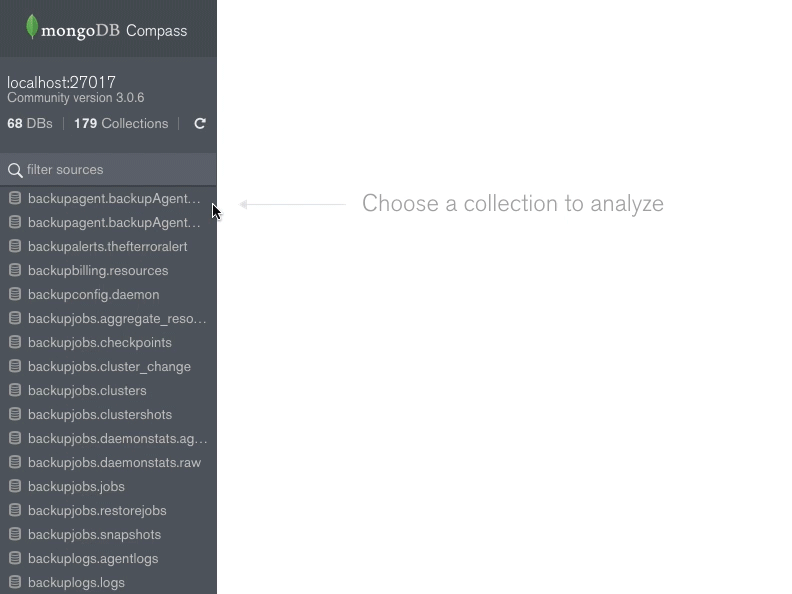 mongoDB Compass
localhost:27017
Community version 3.0.6
68 DBs 179 Collections
filter sources
backupagent.backupAgent...
backupagent.backupAgent...
backupalerts.thefterroralert
backupbilling.resources
backupconfig.daemon
backupjobs.aggregate_reso...
backupjobs.checkpoints
backupjobs.cluster_change
backupjobs.clusters
backupjobs.clustershots
backupjobs.daemonstats.ag...
backupjobs.daemonstats.raw
backupjobs.jobs
backupjobs.restorejobs
backupjobs.snapshots
backuplogs.agentlogs
backuplogs.logs
Choose a collection to analyze